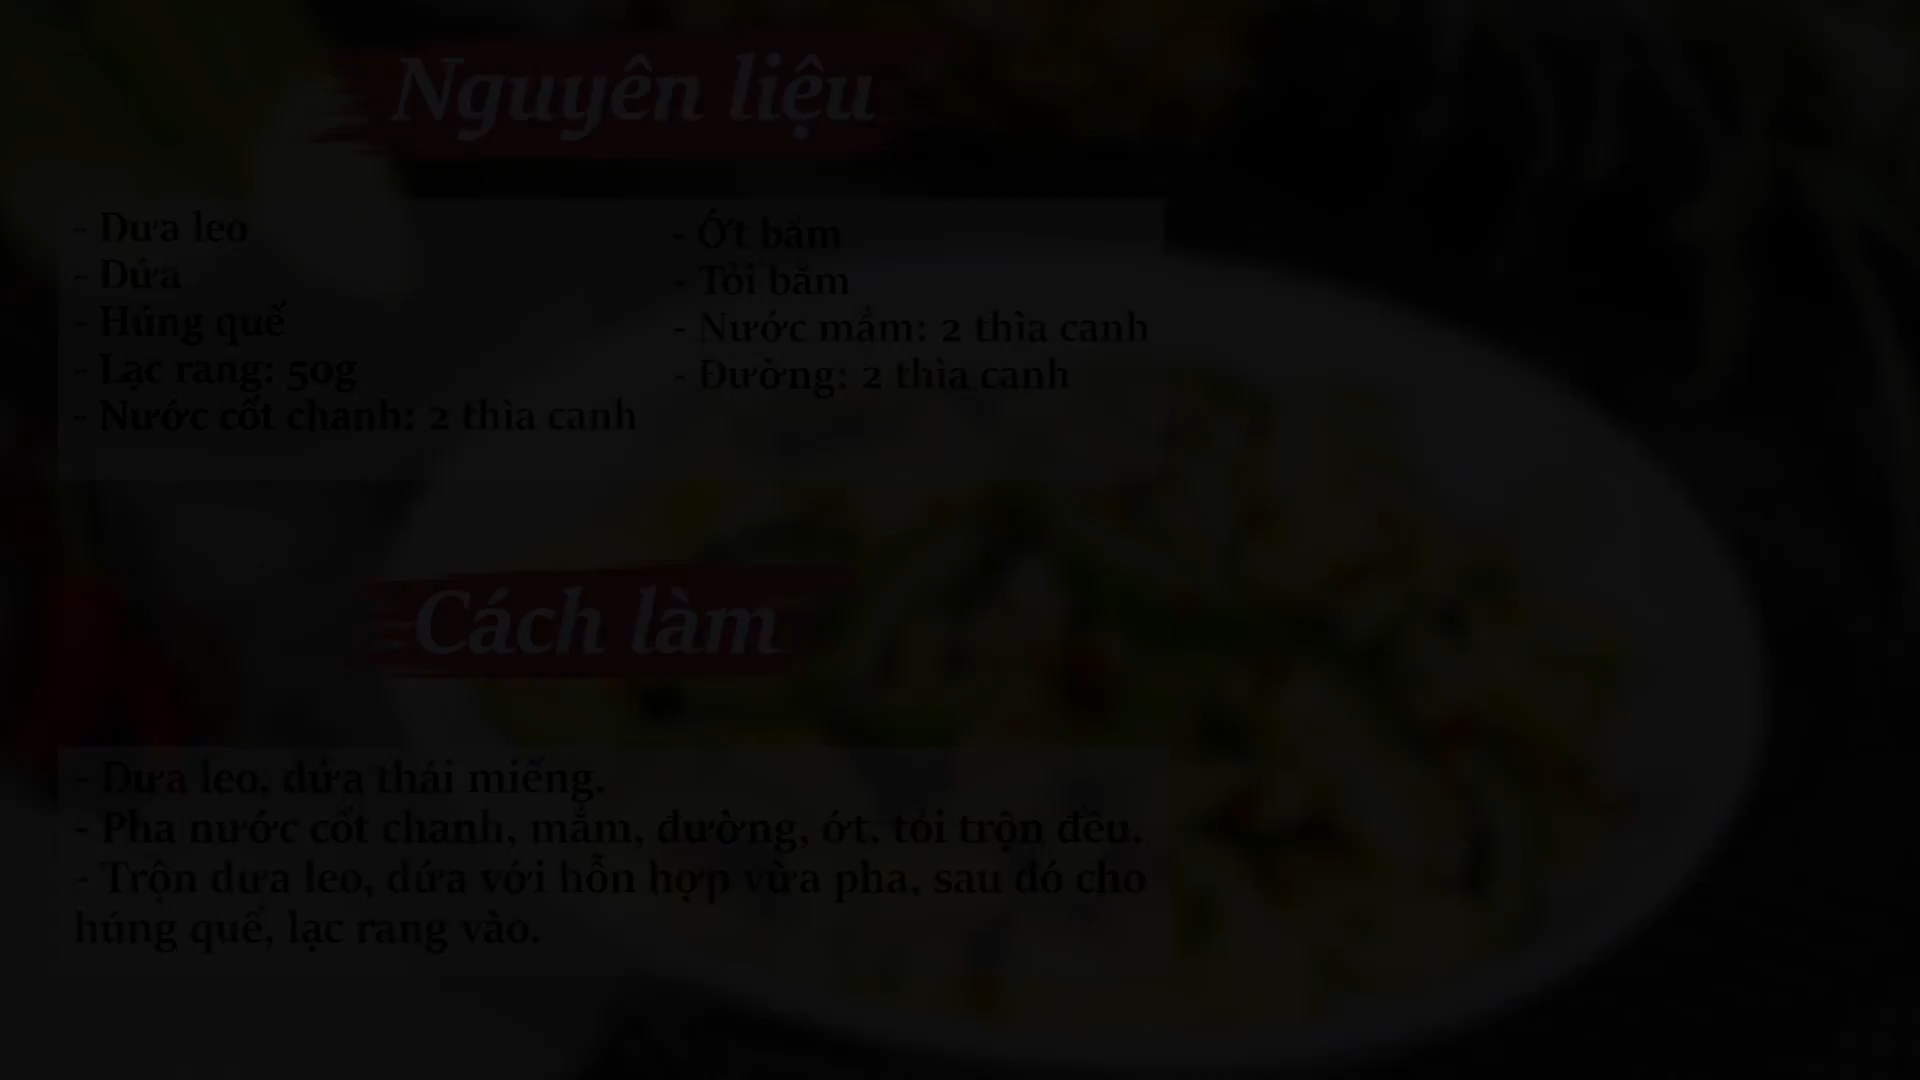 Nguyên liệu
- Dưa leo
- Dứa
- Húng quế
- Lạc rang: 50g
- Nước cốt chanh: 2 thìa canh
- Ớt băm
- Tỏi băm
- Nước mắm: 2 thìa canh
- Đường: 2 thìa canh
Cách làm
- Dưa leo, dứa thái miếng.
- Pha nước cốt chanh, mắm, đường, ớt, tỏi trộn đều.
- Trộn dưa leo, dứa với hỗn hợp vừa pha, sau đó cho
húng quế, lạc rang vào.